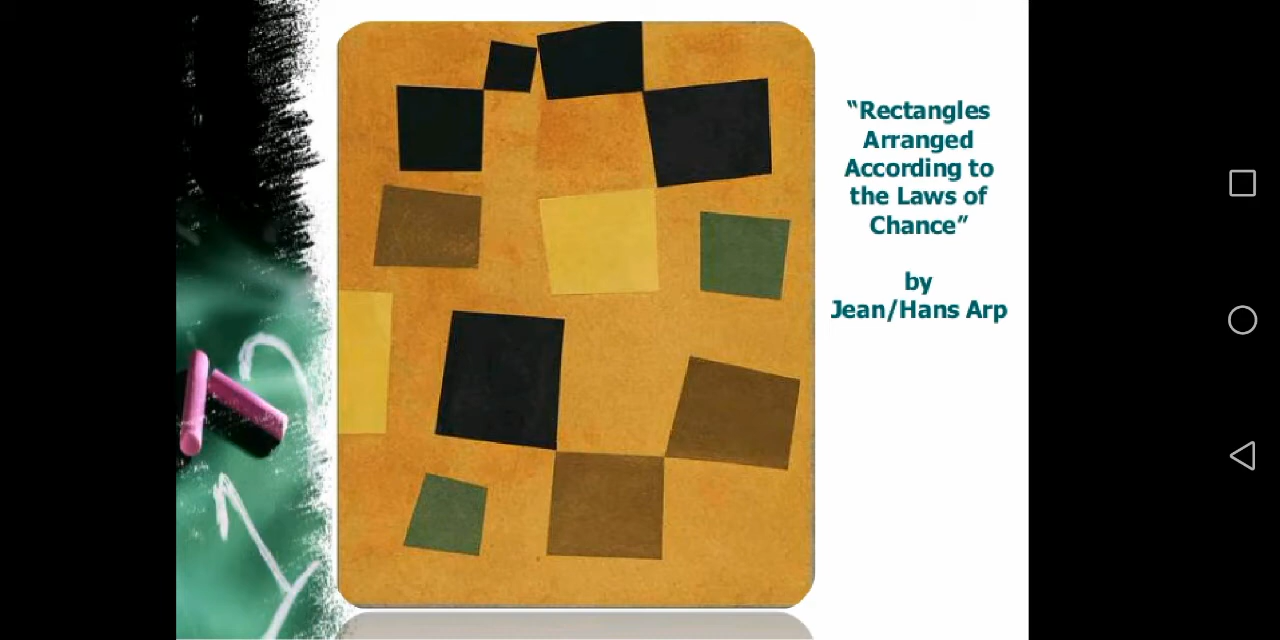 “Rectangles
Arranged
According to
the Laws of
Chance”
by
Jean/Hans Arp